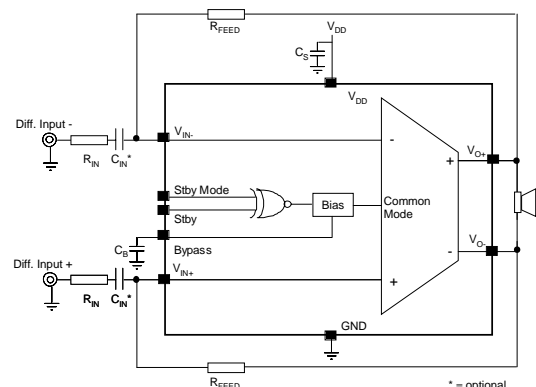 RFEED
VDD
CS
VDD
Diff. Input -
VIN-
-
VO+
RIN
CIN*
+
Stby Mode
Bias
Common
Mode
Stby
CB
Bypass
VO-
Diff. Input +
VIN+
-
+
RIN
CIN*
GND
RFEED
* = optional